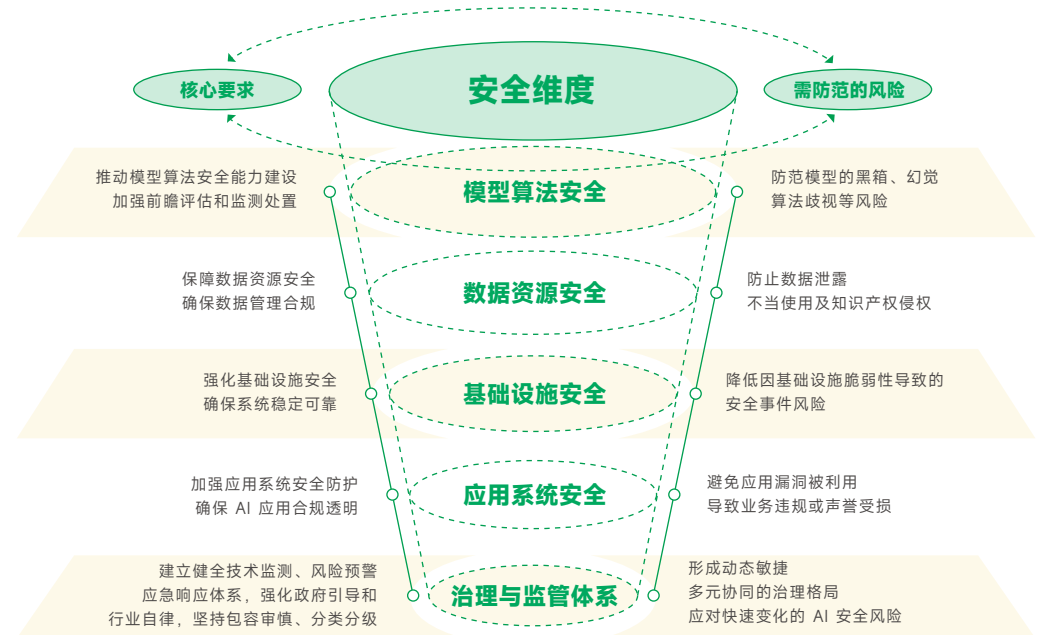 核心要求
安全维度
需防范的风险
推动模型算法安全能力建设
加强前瞻评估和监测处置
模型算法安全
防范模型的黑箱、幻觉
算法歧视等风险
保障数据资源安全
确保数据管理合规
数据资源安全
防止数据泄露
不当使用及知识产权侵权
强化基础设施安全
确保系统稳定可靠
基础设施安全
降低因基础设施脆弱性导致的
安全事件风险
加强应用系统安全防护
确保 AI 应用合规透明
应用系统安全
避免应用漏洞被利用
导致业务违规或声誉受损
建立健全技术监测、风险预警
应急响应体系，强化政府引导和
行业自律，坚持包容审慎、分类分级
治理与监管体系
形成动态敏捷
多元协同的治理格局
应对快速变化的 AI 安全风险